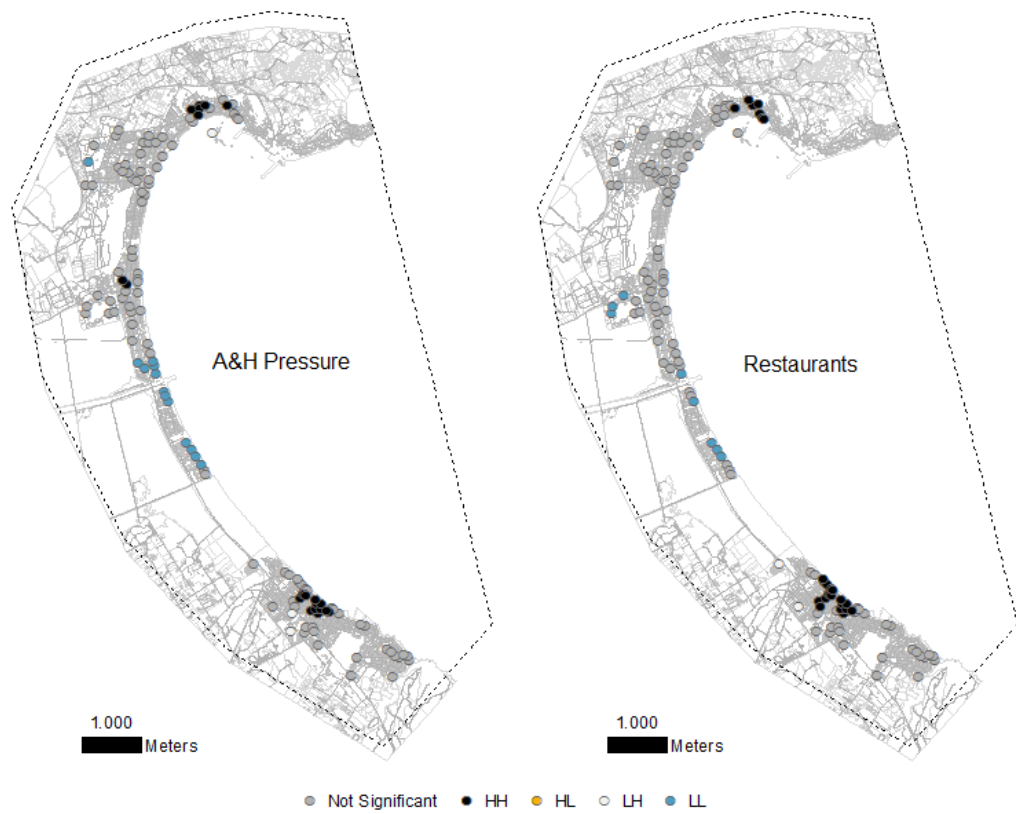 A&H Pressure
Restaurants
1.000
Meters
1.000
Meters
Not Significant HH HL LH LL